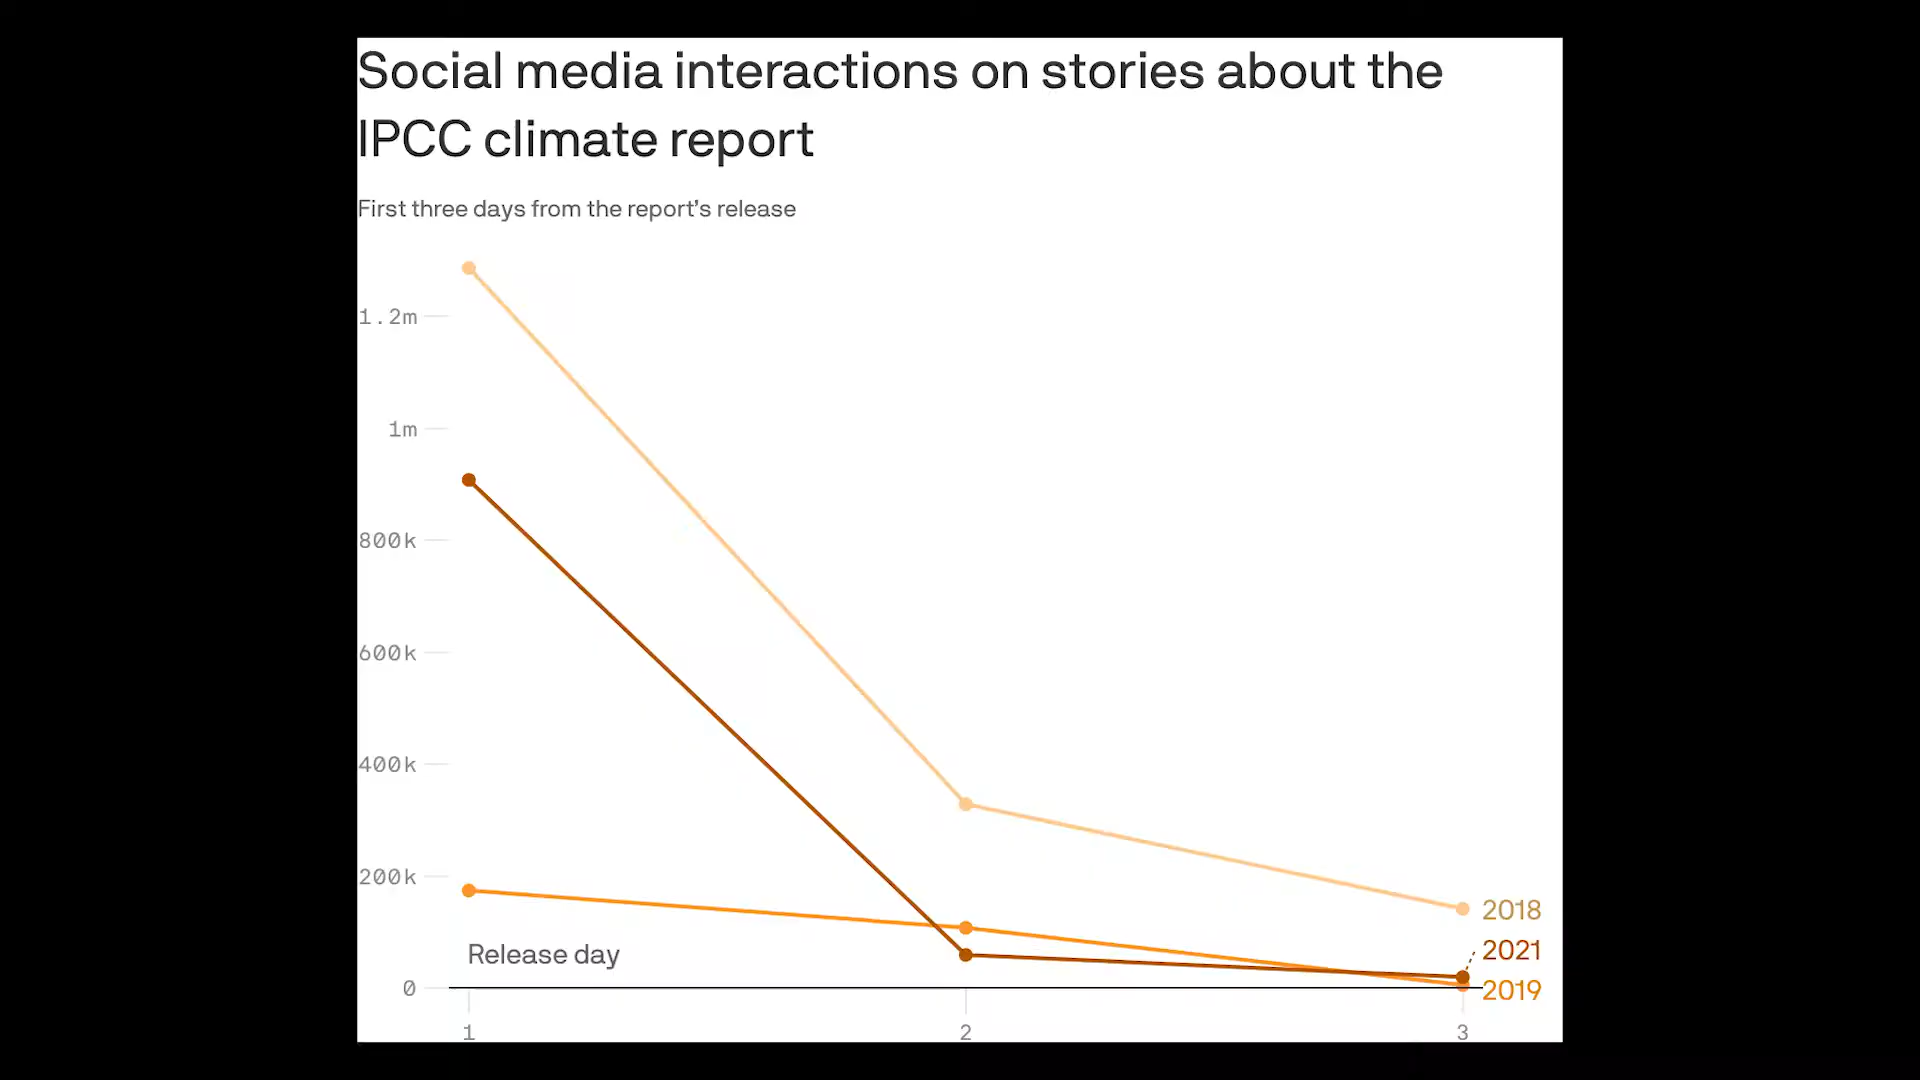 Social media interactions on stories about the
IPCC climate report
First three days from the report’s release
1.2m
1m
800k
600k
400k
200k
2018
2021
Release day
0
2019
1
2
3